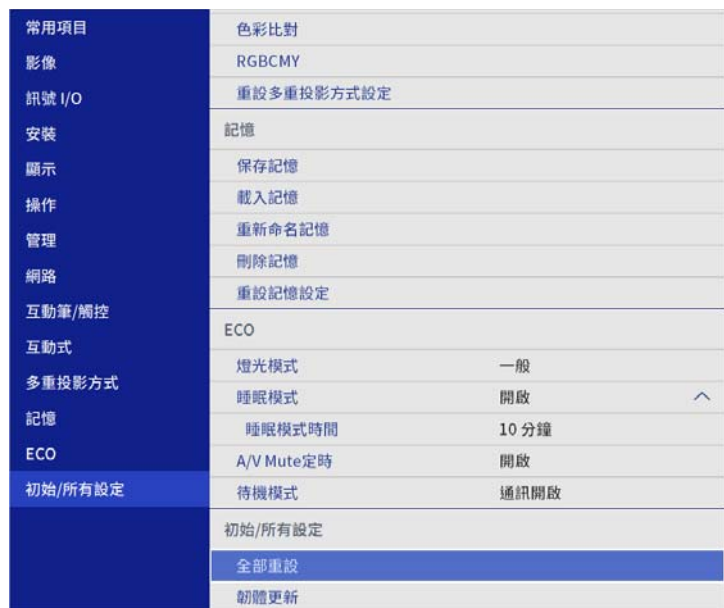 常用項目
影像
訊號 I/O
安裝
顯示
操作
管理
網路
互動筆/觸控
互動式
多重投影方式
記憶
ECO
初始/所有設定
色彩比對
RGBCMY
重設多重投影方式設定
記憶
保存記憶
載入記憶
重新命名記憶
刪除記憶
重設記憶設定
ECO
燈光模式 一般
睡眠模式 開啟
睡眠模式時間 10 分鐘
A/V Mute定時 開啟
待機模式 通訊開啟
初始/所有設定
全部重設
韌體更新